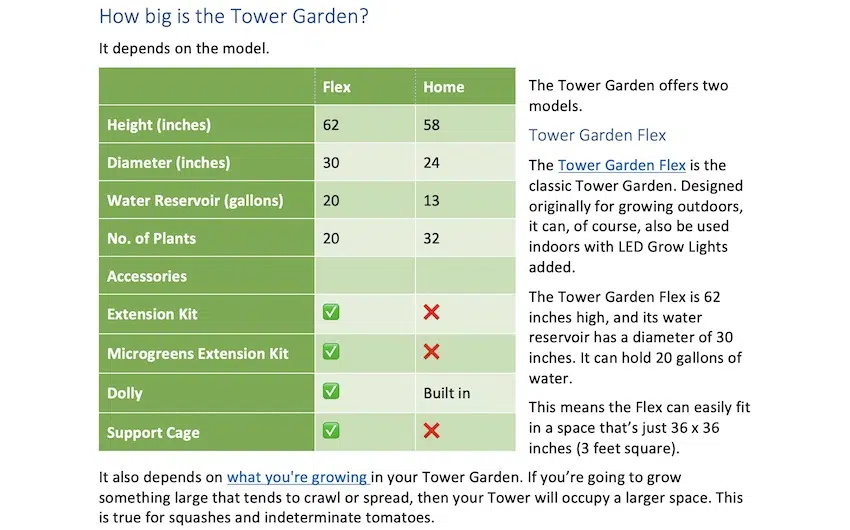 How big is the Tower Garden?
It depends on the model.
Flex Home
Height (inches) 62 58
Diameter (inches) 30 24
Water Reservoir (gallons) 20 13
No. of Plants 20 32
Accessories
Extension Kit ✅ ❌
Microgreens Extension Kit ✅ ❌
Dolly ✅ Built in
Support Cage ✅ ❌
The Tower Garden offers two
models.
Tower Garden Flex
The Tower Garden Flex is the
classic Tower Garden. Designed
originally for growing outdoors,
it can, of course, also be used
indoors with LED Grow Lights
added.
The Tower Garden Flex is 62
inches high, and its water
reservoir has a diameter of 30
inches. It can hold 20 gallons of
water.
This means the Flex can easily fit
in a space that's just 36 x 36
inches (3 feet square).
It also depends on what you're growing in your Tower Garden. If you're going to grow
something large that tends to crawl or spread, then your Tower will occupy a larger space. This
is true for squashes and indeterminate tomatoes.